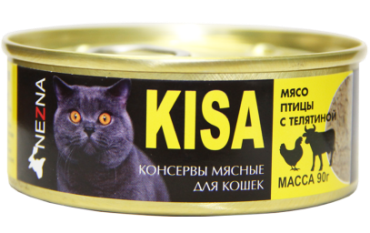 NEZNA
KISA
КОНСЕРВЫ МЯСНЫЕ
ДЛЯ КОШЕК
МЯСО
ПТИЦЫ
С ТЕЛЯТИНОЙ
МАССА 90г